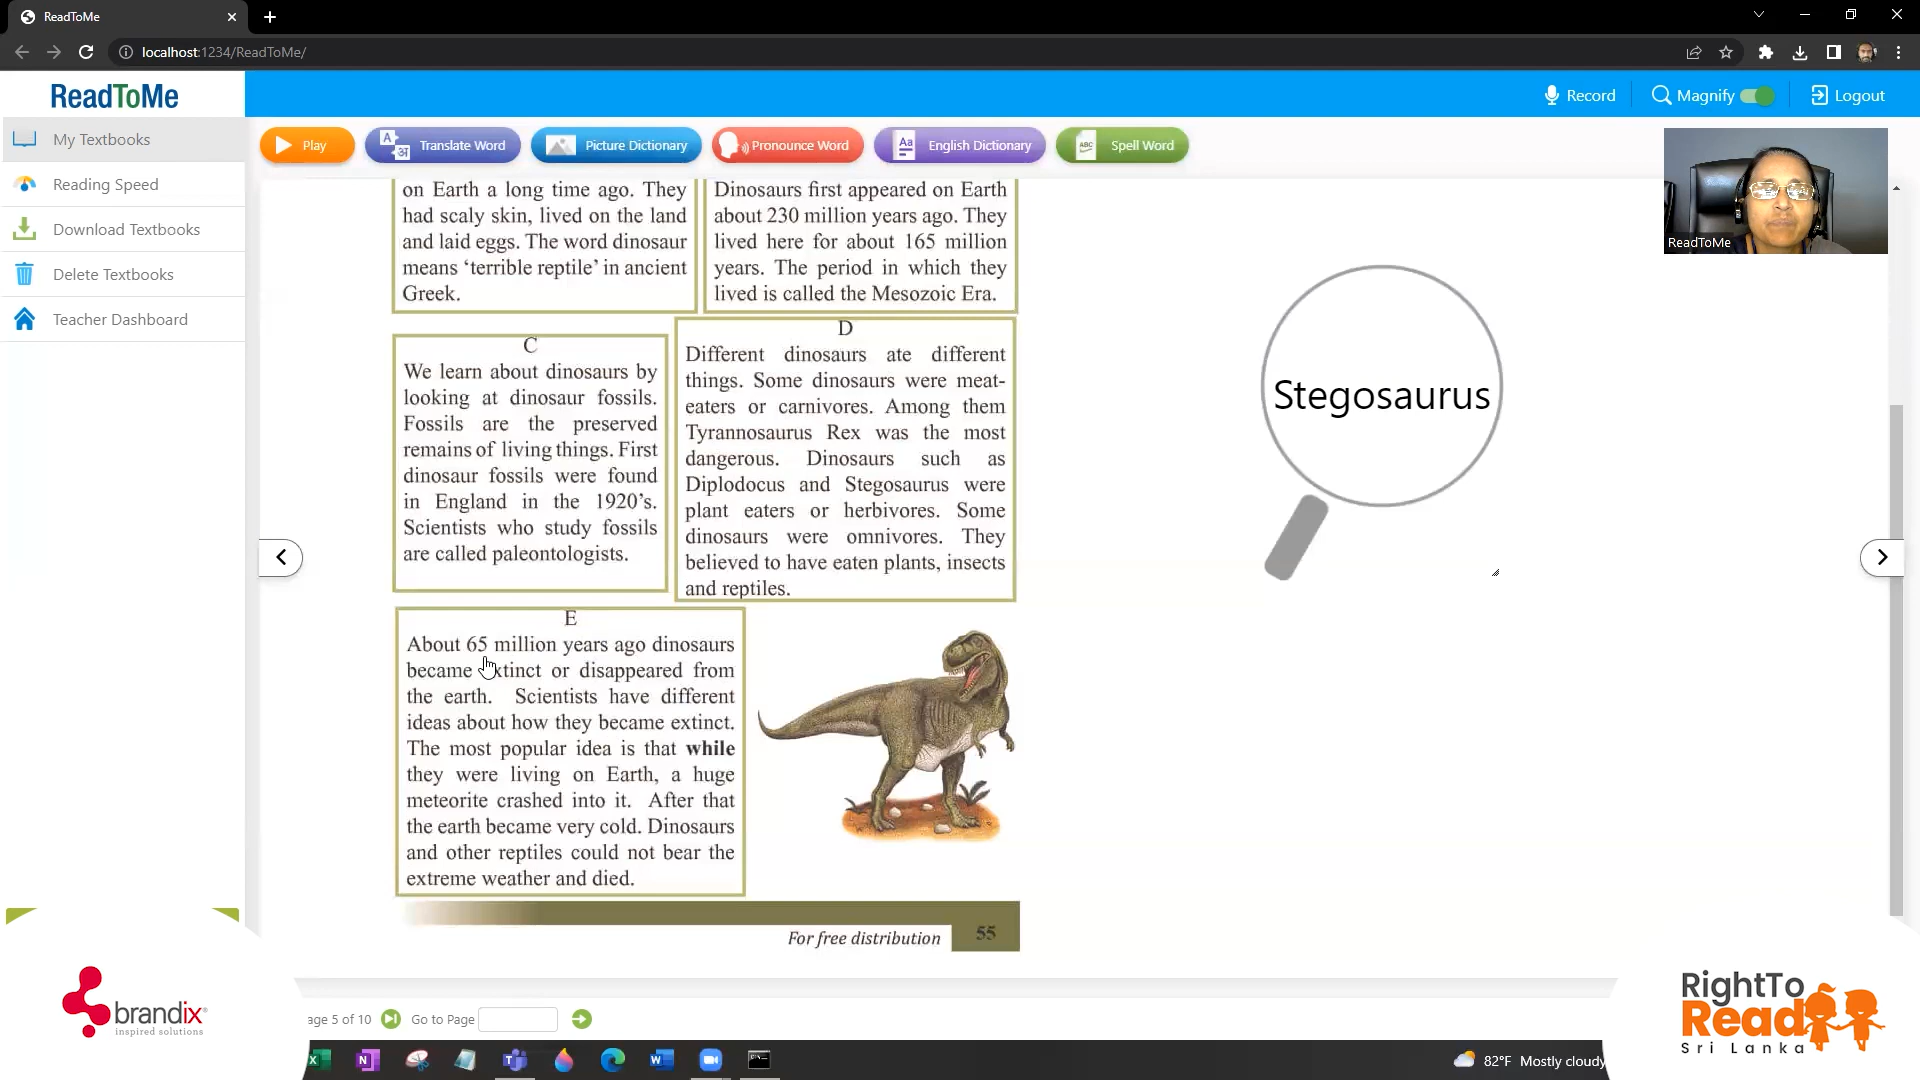 ReadToMe
localhost:1234/ReadToMe/
ReadToMe
Record
Magnify
Logout
My Textbooks
Reading Speed
Download Textbooks
Delete Textbooks
Teacher Dashboard
Play
Translate Word
Picture Dictionary
Pronounce Word
English Dictionary
Spell Word
ReadToMe
on Earth a long time ago. They
had scaly skin, lived on the land
and laid eggs. The word dinosaur
means ‘terrible reptile’ in ancient
Greek.
Dinosaurs first appeared on Earth
about 230 million years ago. They
lived here for about 165 million
years. The period in which they
lived is called the Mesozoic Era.
C
We learn about dinosaurs by
looking at dinosaur fossils.
Fossils are the preserved
remains of living things. First
dinosaur fossils were found
in England in the 1920’s.
Scientists who study fossils
are called paleontologists.
D
Different dinosaurs ate different
things. Some dinosaurs were meat-
eaters or carnivores. Among them
Tyrannosaurus Rex was the most
dangerous. Dinosaurs such as
Diplodocus and Stegosaurus were
plant eaters or herbivores. Some
dinosaurs were omnivores. They
believed to have eaten plants, insects
and reptiles.
Stegosaurus
E
About 65 million years ago dinosaurs
became extinct or disappeared from
the earth. Scientists have different
ideas about how they became extinct.
The most popular idea is that while
they were living on Earth, a huge
meteorite crashed into it. After that
the earth became very cold. Dinosaurs
and other reptiles could not bear the
extreme weather and died.
For free distribution 55
age 5 of 10
Go to Page
brandix
inspired solutions
RightTo
Read
Sri Lanka
82°F Mostly cloudy